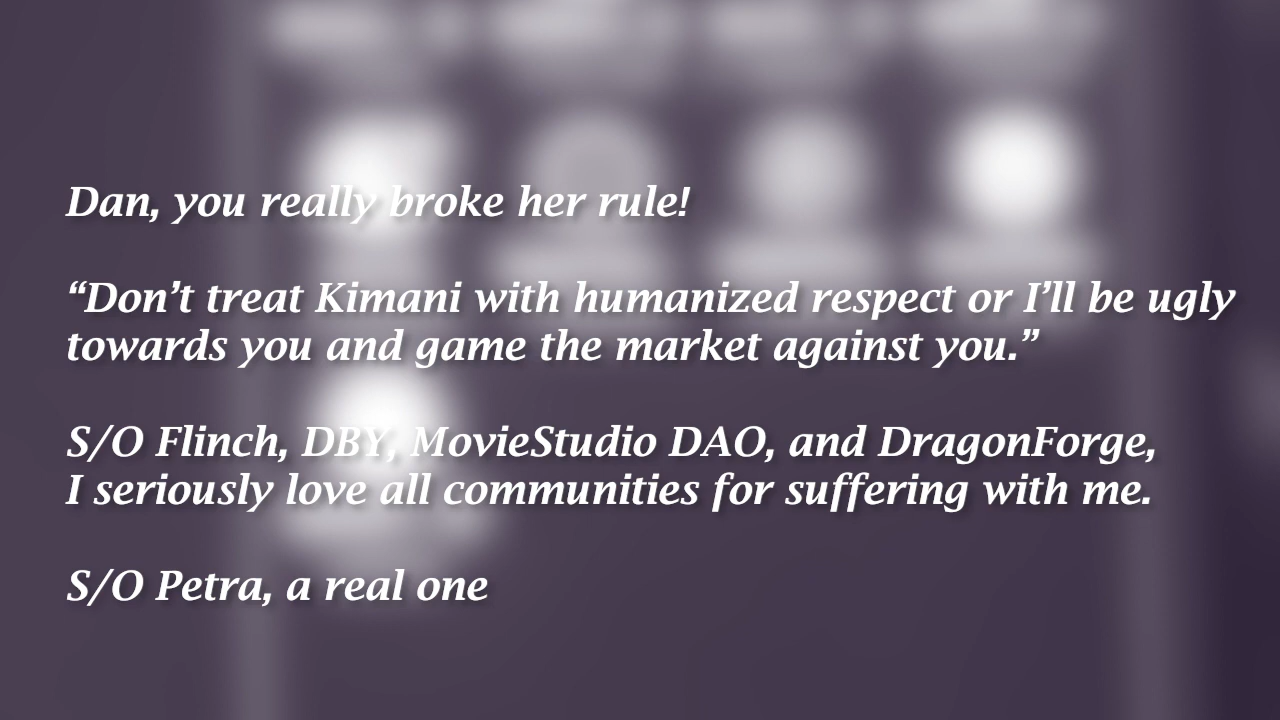 Dan, you really broke her rule!
“Don’t treat Kimani with humanized respect or I’ll be ugly
towards you and game the market against you.”
S/O Flinch, DBY, MovieStudio DAO, and DragonForge,
I seriously love all communities for suffering with me.
S/O Petra, a real one